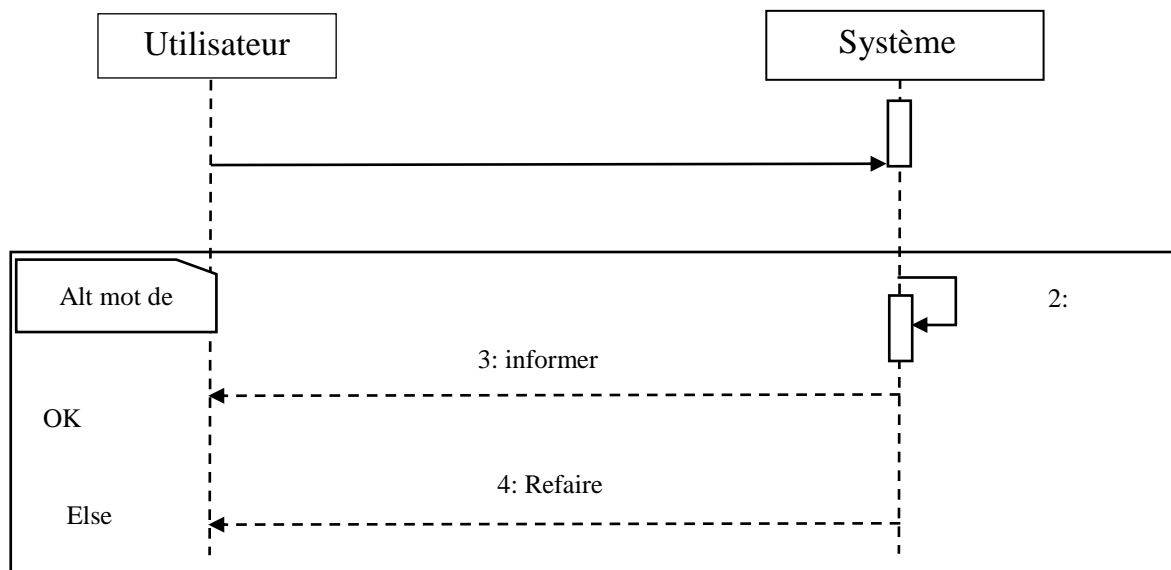 Utilisateur
Système
Alt mot de
2:
3: informer
OK
4: Refaire
Else